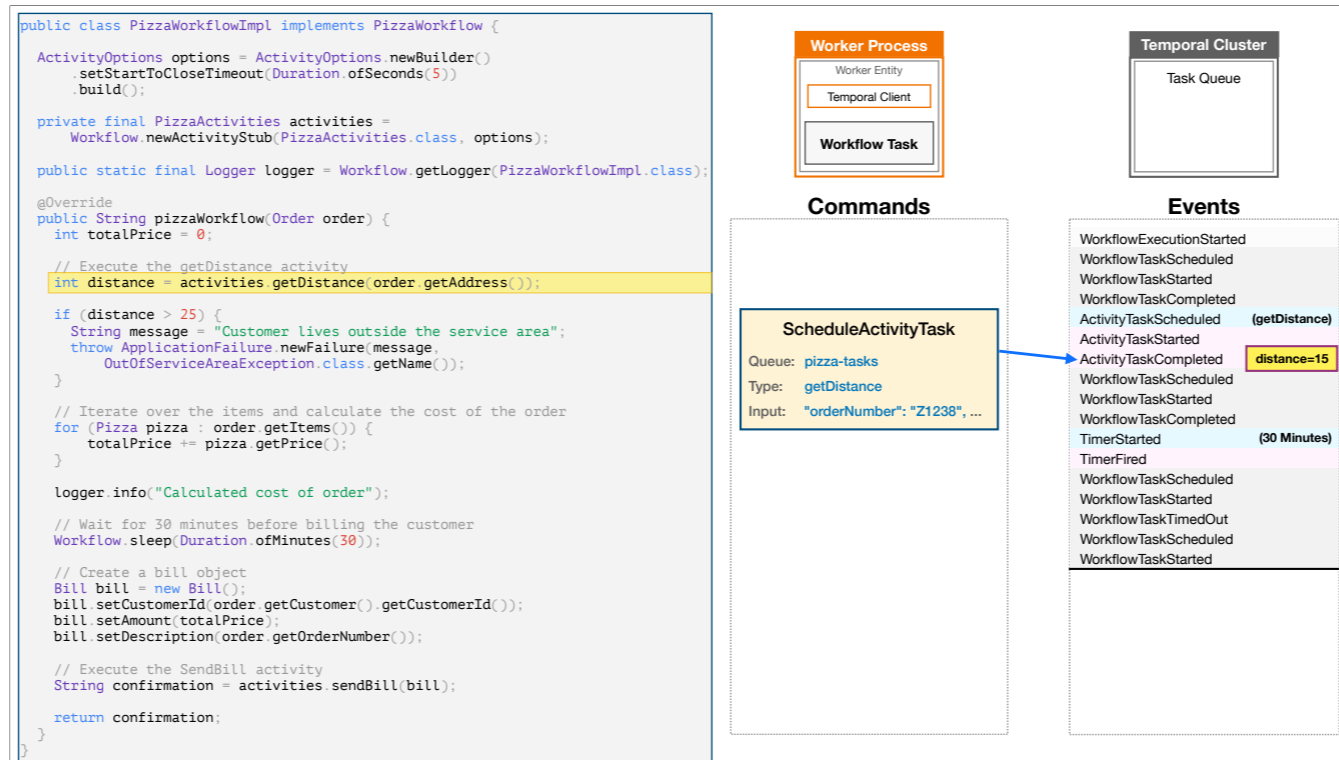 public class PizzaWorkflowImpl implements PizzaWorkflow {
ActivityOptions options = ActivityOptions.newBuilder()
.setStartToCloseTimeout(Duration.ofSeconds(5))
.build();
private final PizzaActivities activities =
Workflow.newActivityStub(PizzaActivities.class, options);
public static final Logger logger = Workflow.getLogger(PizzaWorkflowImpl.class);
@Override
public String pizzaWorkflow(Order order) {
int totalPrice = 0;
// Execute the getDistance activity
int distance = activities.getDistance(order.getAddress());
if (distance > 25) {
String message = "Customer lives outside the service area";
throw ApplicationFailure.newFailure(message,
OutOfServiceAreaException.class.getName());
}
// Iterate over the items and calculate the cost of the order
for (Pizza pizza : order.getItems()) {
totalPrice += pizza.getPrice();
}
logger.info("Calculated cost of order");
// Wait for 30 minutes before billing the customer
Workflow.sleep(Duration.ofMinutes(30));
// Create a bill object
Bill bill = new Bill();
bill.setCustomerId(order.getCustomer().getCustomerId());
bill.setAmount(totalPrice);
bill.setDescription(order.getOrderNumber());
// Execute the SendBill activity
String confirmation = activities.sendBill(bill);
return confirmation;
}
}
Worker Process
Worker Entity
Temporal Client
Workflow Task
Commands
ScheduleActivityTask
Queue: pizza-tasks
Type: getDistance
Input: "orderNumber": "Z1238", ...
Temporal Cluster
Task Queue
Events
WorkflowExecutionStarted
WorkflowTaskScheduled
WorkflowTaskStarted
WorkflowTaskCompleted
ActivityTaskScheduled (getDistance)
ActivityTaskStarted
ActivityTaskCompleted distance=15
WorkflowTaskScheduled
WorkflowTaskStarted
WorkflowTaskCompleted
TimerStarted (30 Minutes)
TimerFired
WorkflowTaskScheduled
WorkflowTaskStarted
WorkflowTaskTimedOut
WorkflowTaskScheduled
WorkflowTaskStarted